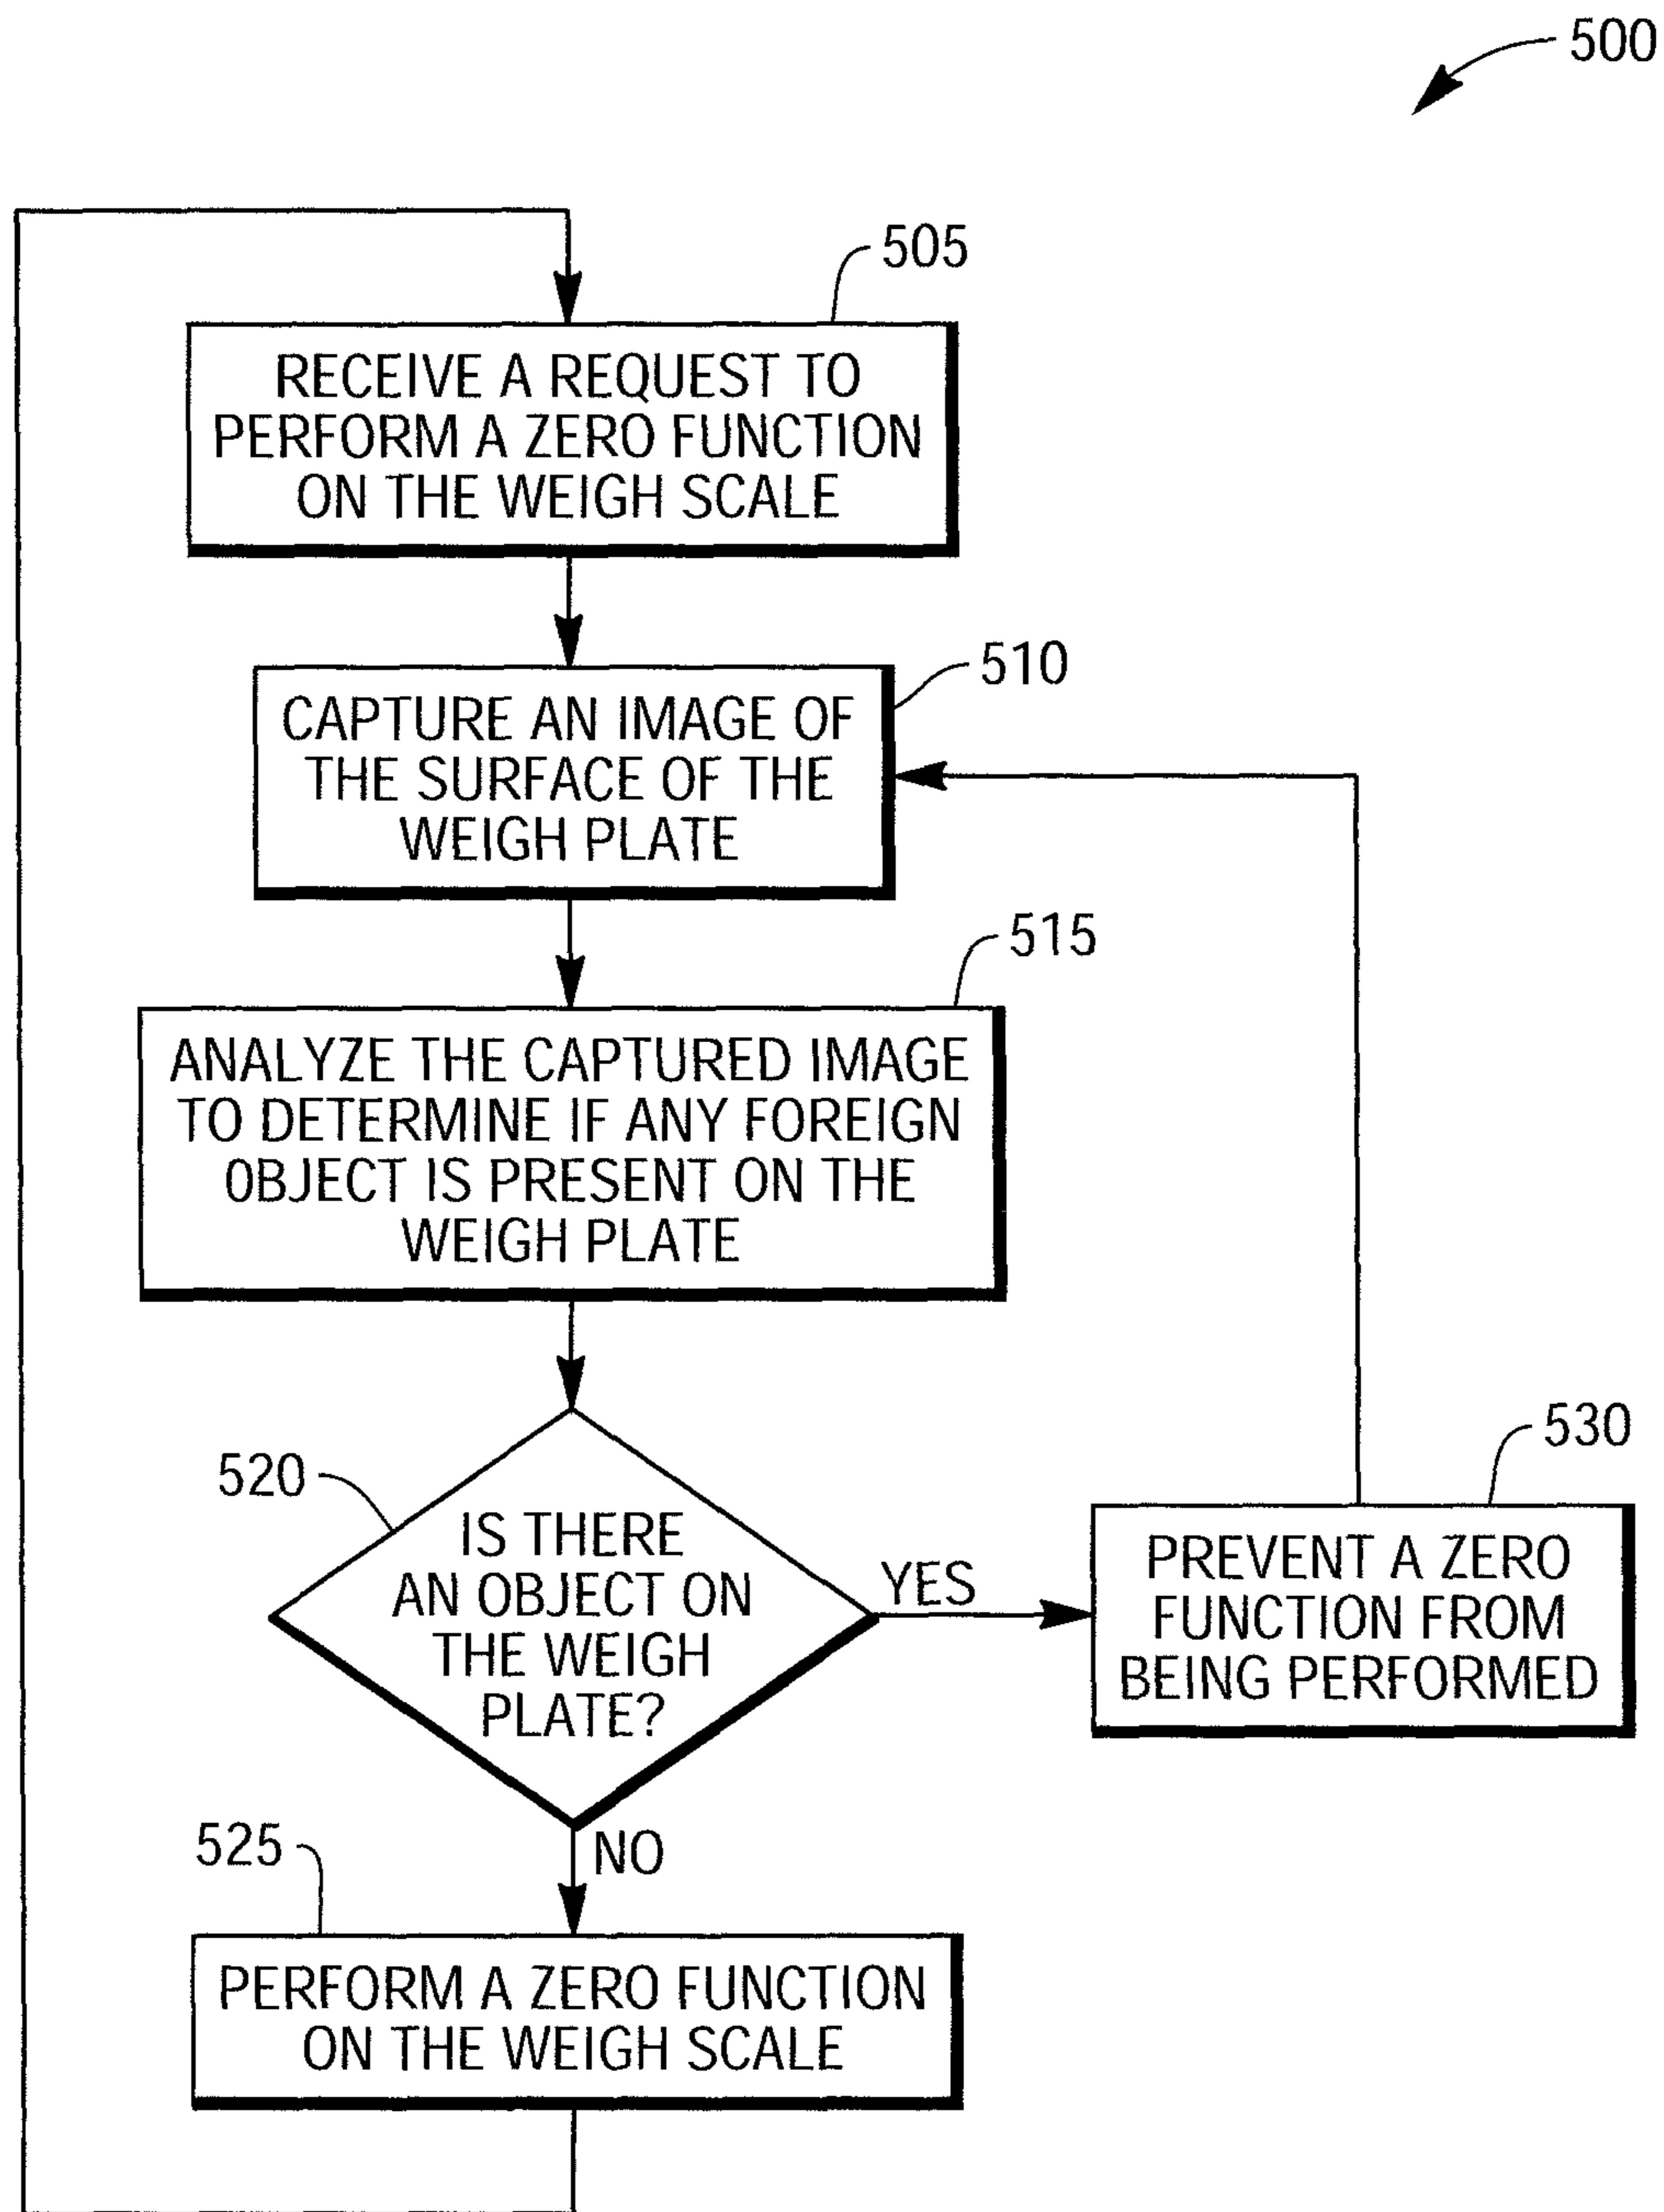 500
505
RECEIVE A REQUEST TO
PERFORM A ZERO FUNCTION
ON THE WEIGH SCALE
510
CAPTURE AN IMAGE OF
THE SURFACE OF THE
WEIGH PLATE
515
ANALYZE THE CAPTURED IMAGE
TO DETERMINE IF ANY FOREIGN
OBJECT IS PRESENT ON THE
WEIGH PLATE
520
IS THERE
AN OBJECT ON
THE WEIGH
PLATE?
YES
530
PREVENT A ZERO
FUNCTION FROM
BEING PERFORMED
NO
525
PERFORM A ZERO FUNCTION
ON THE WEIGH SCALE